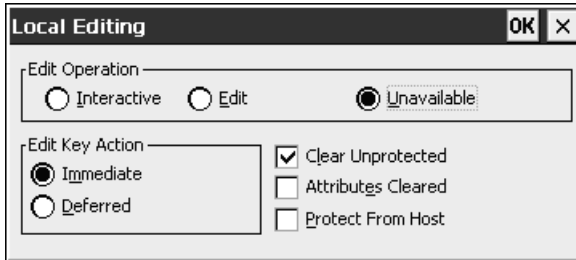 Local Editing OK ×
Edit Operation
Interactive Edit Unavailable
Edit Key Action
Immediate
Deferred
Clear Unprotected
Attributes Cleared
Protect From Host